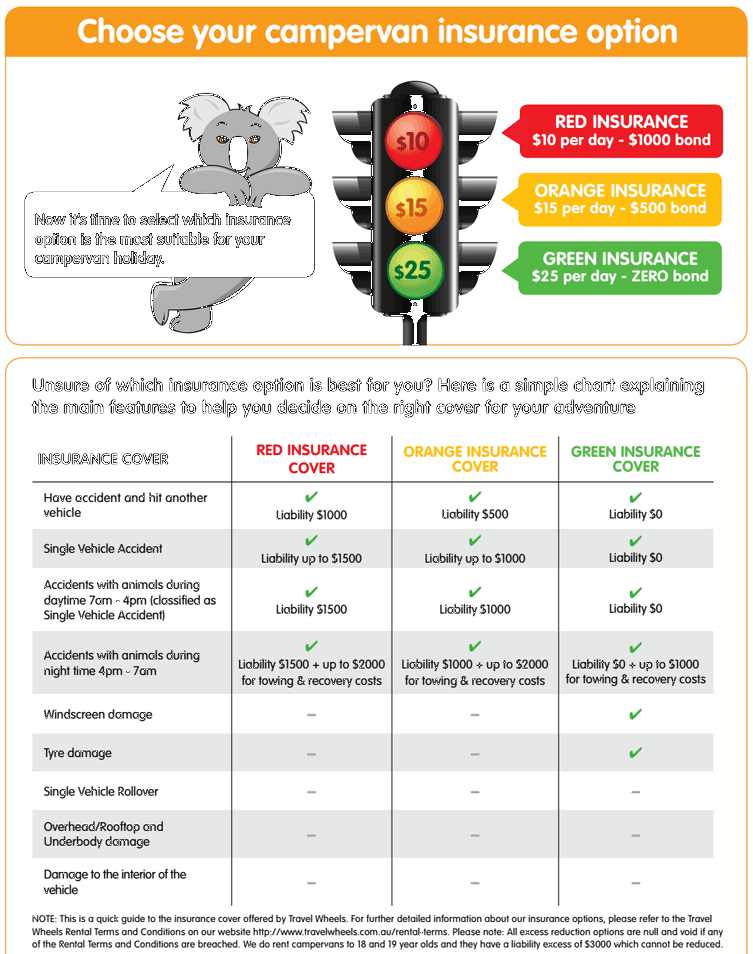 Choose your campervan insurance option
Now it's time to select which insurance
option is the most suitable for your
campervan holiday.
$10
$15
$25
RED INSURANCE
$10 per day - $1000 bond
ORANGE INSURANCE
$15 per day - $500 bond
GREEN INSURANCE
$25 per day - ZERO bond
Unsure of which insurance option is best for you? Here is a simple chart explaining
the main features to help you decide on the right cover for your adventure
INSURANCE COVER
RED INSURANCE
COVER
ORANGE INSURANCE
COVER
GREEN INSURANCE
COVER
Have accident and hit another
vehicle
✔
Liability $1000
✔
Liability $500
✔
Liability $0
Single Vehicle Accident
✔
Liability up to $1500
✔
Liability up to $1000
✔
Liability $0
Accidents with animals during
daytime 7am - 4pm (classified as
Single Vehicle Accident)
✔
Liability $1500
✔
Liability $1000
✔
Liability $0
Accidents with animals during
night time 4pm - 7am
✔
Liability $1500 + up to $2000
for towing & recovery costs
✔
Liability $1000 + up to $2000
for towing & recovery costs
✔
Liability $0 + up to $1000
for towing & recovery costs
Windscreen damage
–
–
✔
Tyre damage
–
–
✔
Single Vehicle Rollover
–
–
–
Overhead/Rooftop and
Underbody damage
–
–
–
Damage to the interior of the
vehicle
–
–
–
NOTE: This is a quick guide to the insurance cover offered by Travel Wheels. For further detailed information about our insurance options, please refer to the Travel
Wheels Rental Terms and Conditions on our website http://www.travelwheels.com.au/rental-terms. Please note: All excess reduction options are null and void if any
of the Rental Terms and Conditions are breached. We do rent campervans to 18 and 19 year olds and they have a liability excess of $3000 which cannot be reduced.